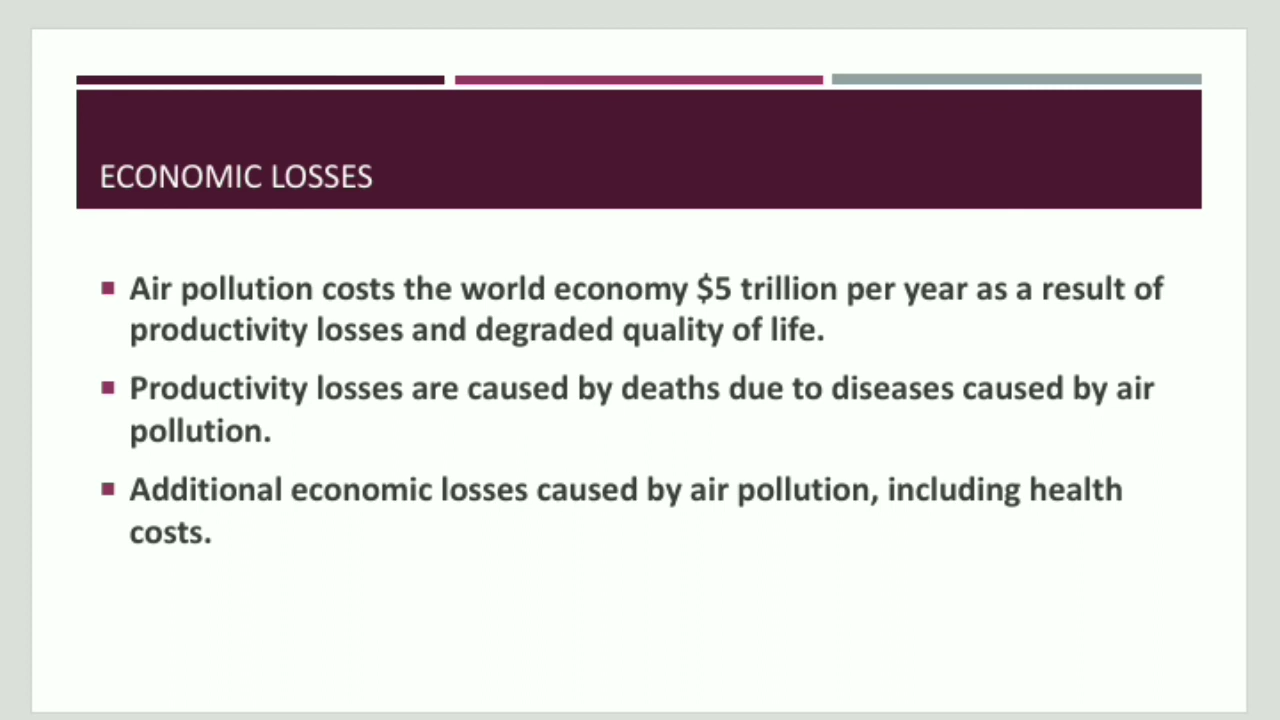 ECONOMIC LOSSES
Air pollution costs the world economy $5 trillion per year as a result of
productivity losses and degraded quality of life.
Productivity losses are caused by deaths due to diseases caused by air
pollution.
Additional economic losses caused by air pollution, including health
costs.